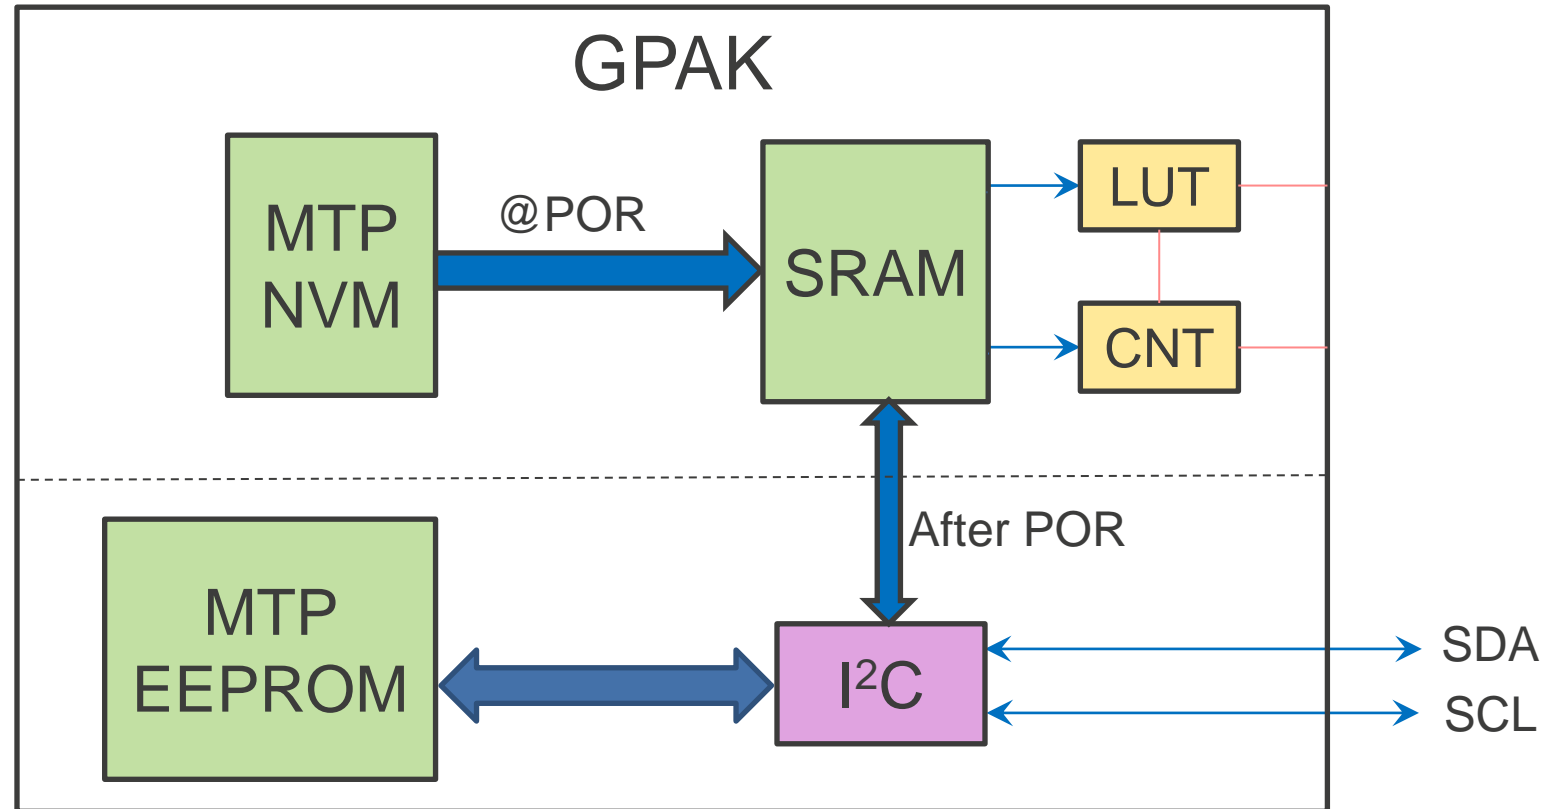 GPAK
MTP
NVM
@POR
SRAM
LUT
CNT
After POR
MTP
EEPROM
I²C
SDA
SCL